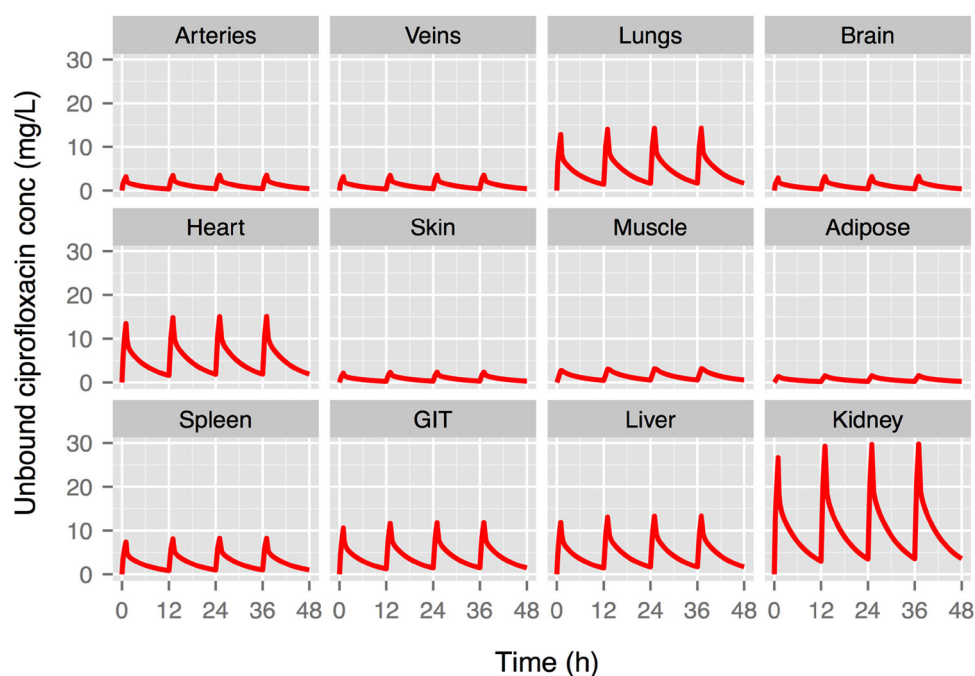 Unbound ciprofloxacin conc (mg/L)
Arteries Veins Lungs Brain
30
20
10
0
Heart Skin Muscle Adipose
30
20
10
0
Spleen GIT Liver Kidney
30
20
10
0
0 12 24 36 48 0 12 24 36 48 0 12 24 36 48 0 12 24 36 48
Time (h)